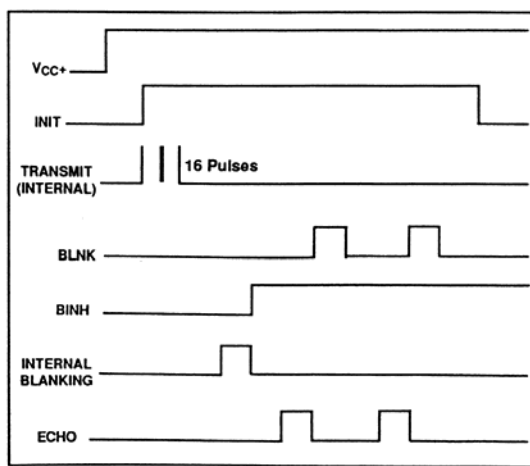 VCC+
INIT
TRANSMIT
(INTERNAL)
16 Pulses
BLNK
BINH
INTERNAL
BLANKING
ECHO